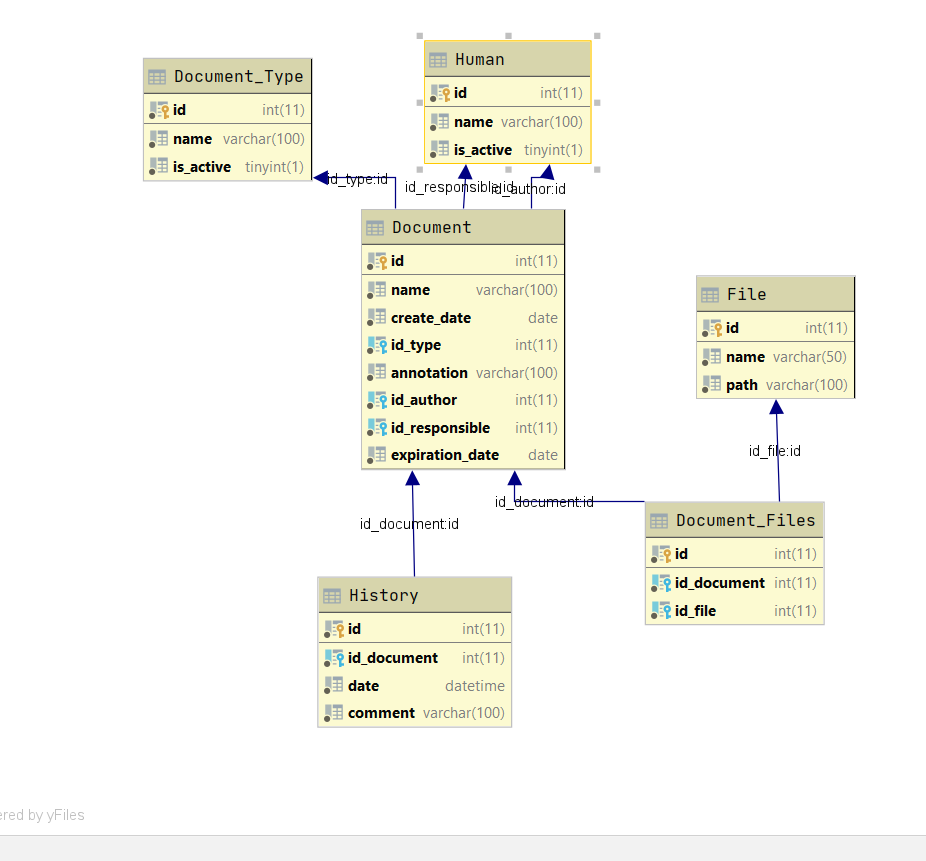 Document_Type
id int(11)
name varchar(100)
is_active tinyint(1)
Human
id int(11)
name varchar(100)
is_active tinyint(1)
id_type:id
id_responsible:id
id_author:id
Document
id int(11)
name varchar(100)
create_date date
id_type int(11)
annotation varchar(100)
id_author int(11)
id_responsible int(11)
expiration_date date
File
id int(11)
name varchar(50)
path varchar(100)
id_file:id
id_document:id
id_document:id
Document_Files
id int(11)
id_document int(11)
id_file int(11)
History
id int(11)
id_document int(11)
date datetime
comment varchar(100)
ered by yFiles